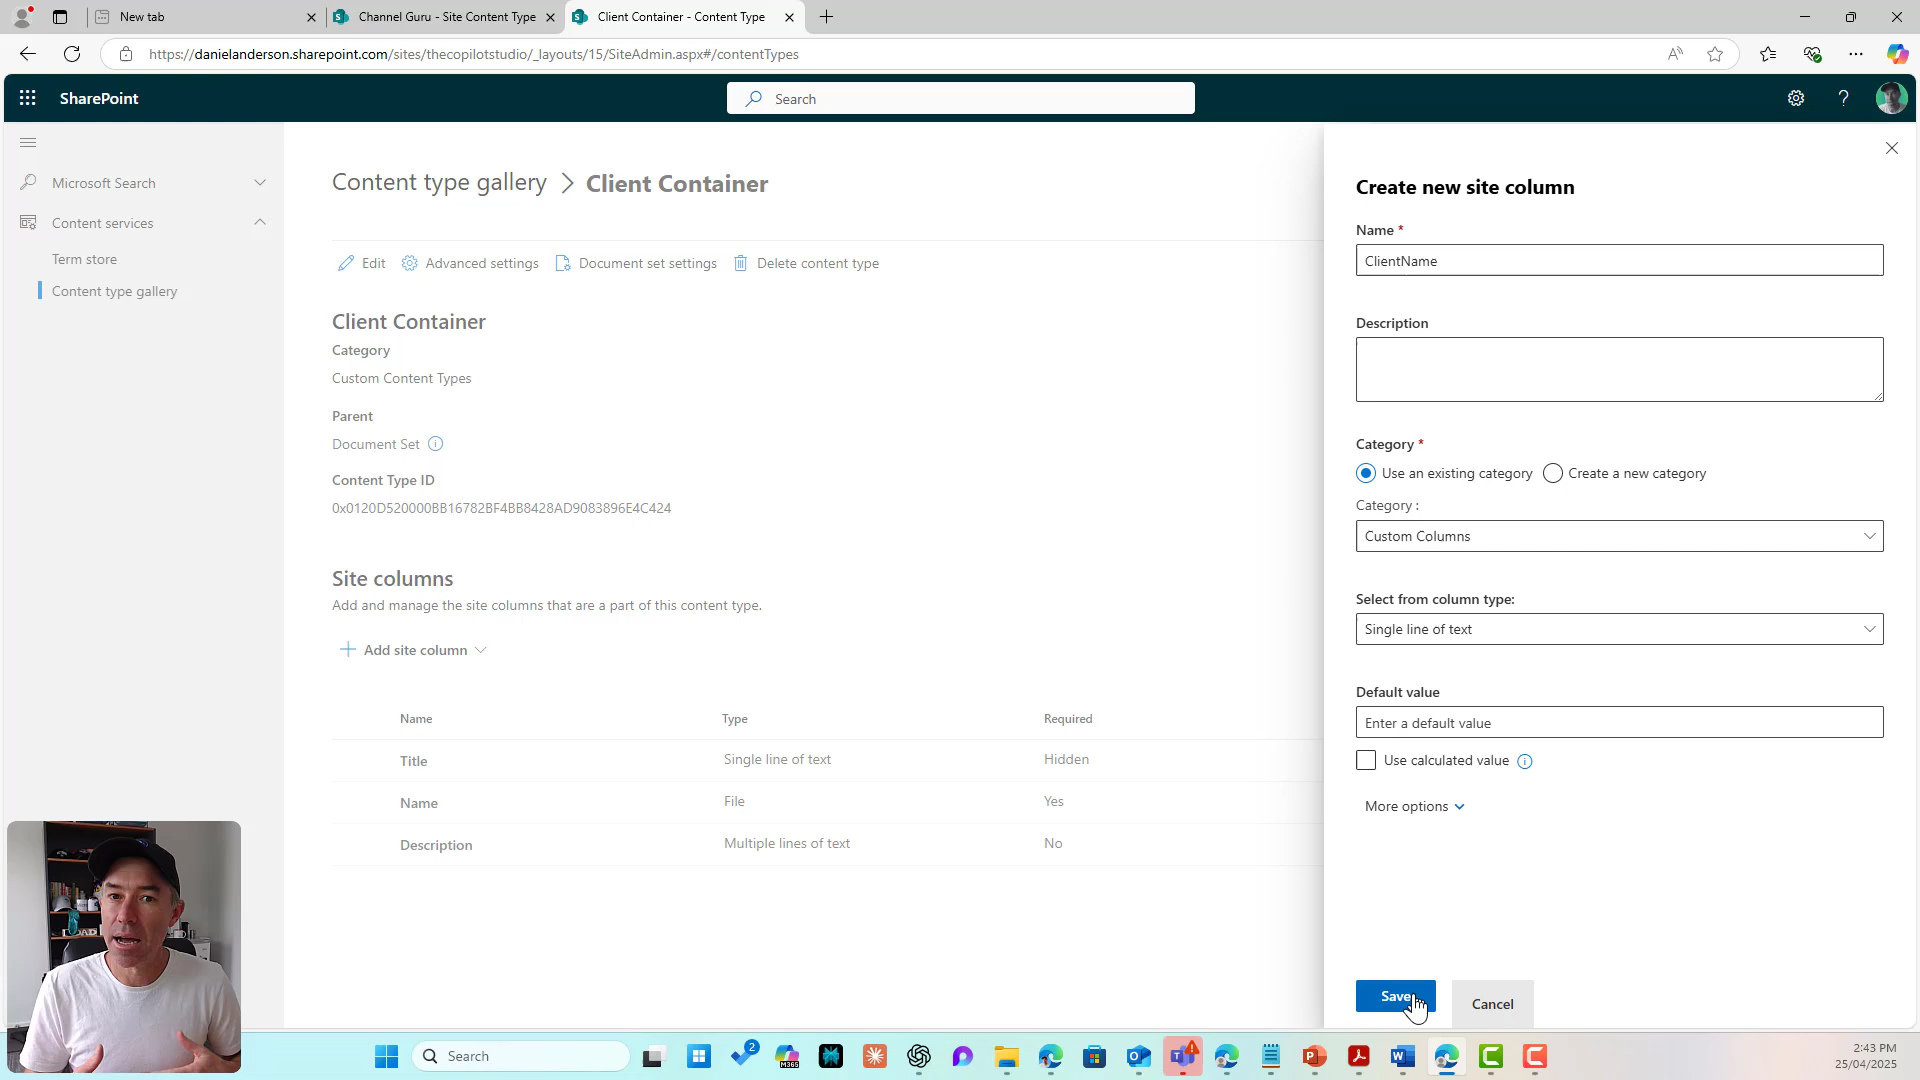 New tab
Channel Guru - Site Content Type
Client Container - Content Type
https://danielanderson.sharepoint.com/sites/thecopilotstudio/_layouts/15/SiteAdmin.aspx#/contentTypes
SharePoint
Search
Microsoft Search
Content services
Term store
Content type gallery
Content type gallery > Client Container
Edit
Advanced settings
Document set settings
Delete content type
Client Container
Category
Custom Content Types
Parent
Document Set
Content Type ID
0x0120D520000BB16782BF4BB8428AD9083896E4C424
Site columns
Add and manage the site columns that are a part of this content type.
Add site column
Name Type Required
Title Single line of text Hidden
Name File Yes
Description Multiple lines of text No
Create new site column
Name *
ClientName
Description
Category *
Use an existing category
Create a new category
Category :
Custom Columns
Select from column type:
Single line of text
Default value
Enter a default value
Use calculated value
More options
Save
Cancel
Search
2
M365
2:43 PM
25/04/2025